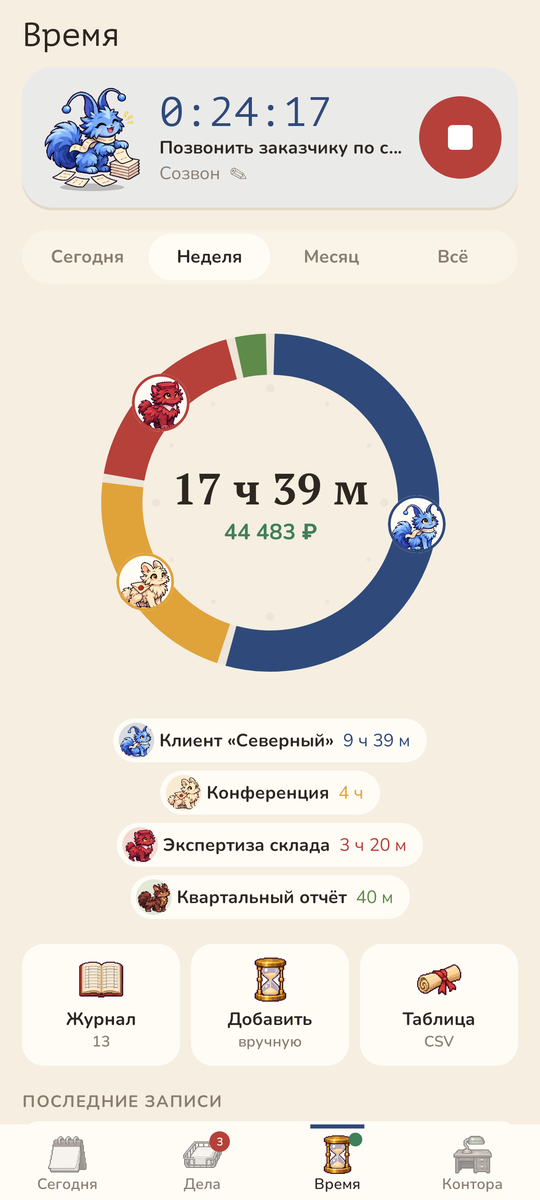 Время
0:24:17
Позвонить заказчику по с...
Созвон
Сегодня Неделя Месяц Всё
17 ч 39 м
44 483 ₽
Клиент «Северный» 9 ч 39 м
Конференция 4 ч
Экспертиза склада 3 ч 20 м
Квартальный отчёт 40 м
Журнал
13
Добавить
вручную
Таблица
CSV
ПОСЛЕДНИЕ ЗАПИСИ
3
Сегодня Дела Время Контора